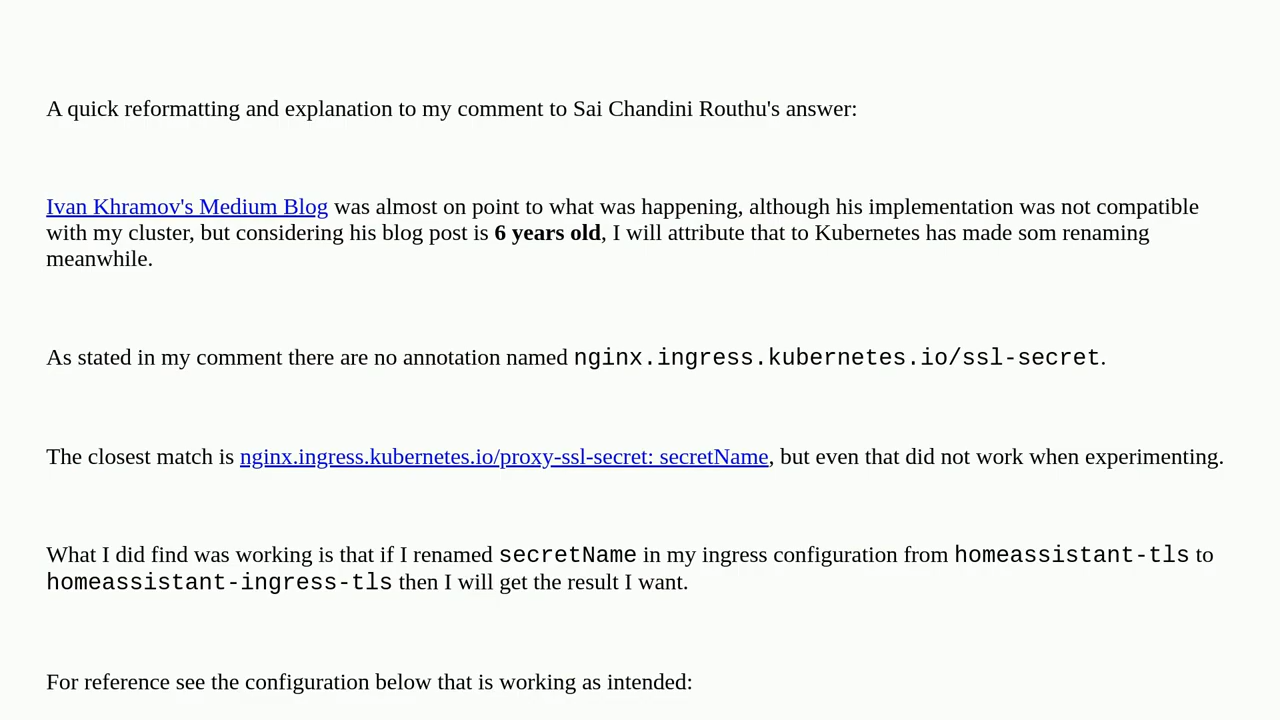 A quick reformatting and explanation to my comment to Sai Chandini Routhu's answer:
Ivan Khramov's Medium Blog was almost on point to what was happening, although his implementation was not compatible
with my cluster, but considering his blog post is 6 years old, I will attribute that to Kubernetes has made som renaming
meanwhile.
As stated in my comment there are no annotation named nginx.ingress.kubernetes.io/ssl-secret.
The closest match is nginx.ingress.kubernetes.io/proxy-ssl-secret: secretName, but even that did not work when experimenting.
What I did find was working is that if I renamed secretName in my ingress configuration from homeassistant-tls to
homeassistant-ingress-tls then I will get the result I want.
For reference see the configuration below that is working as intended: